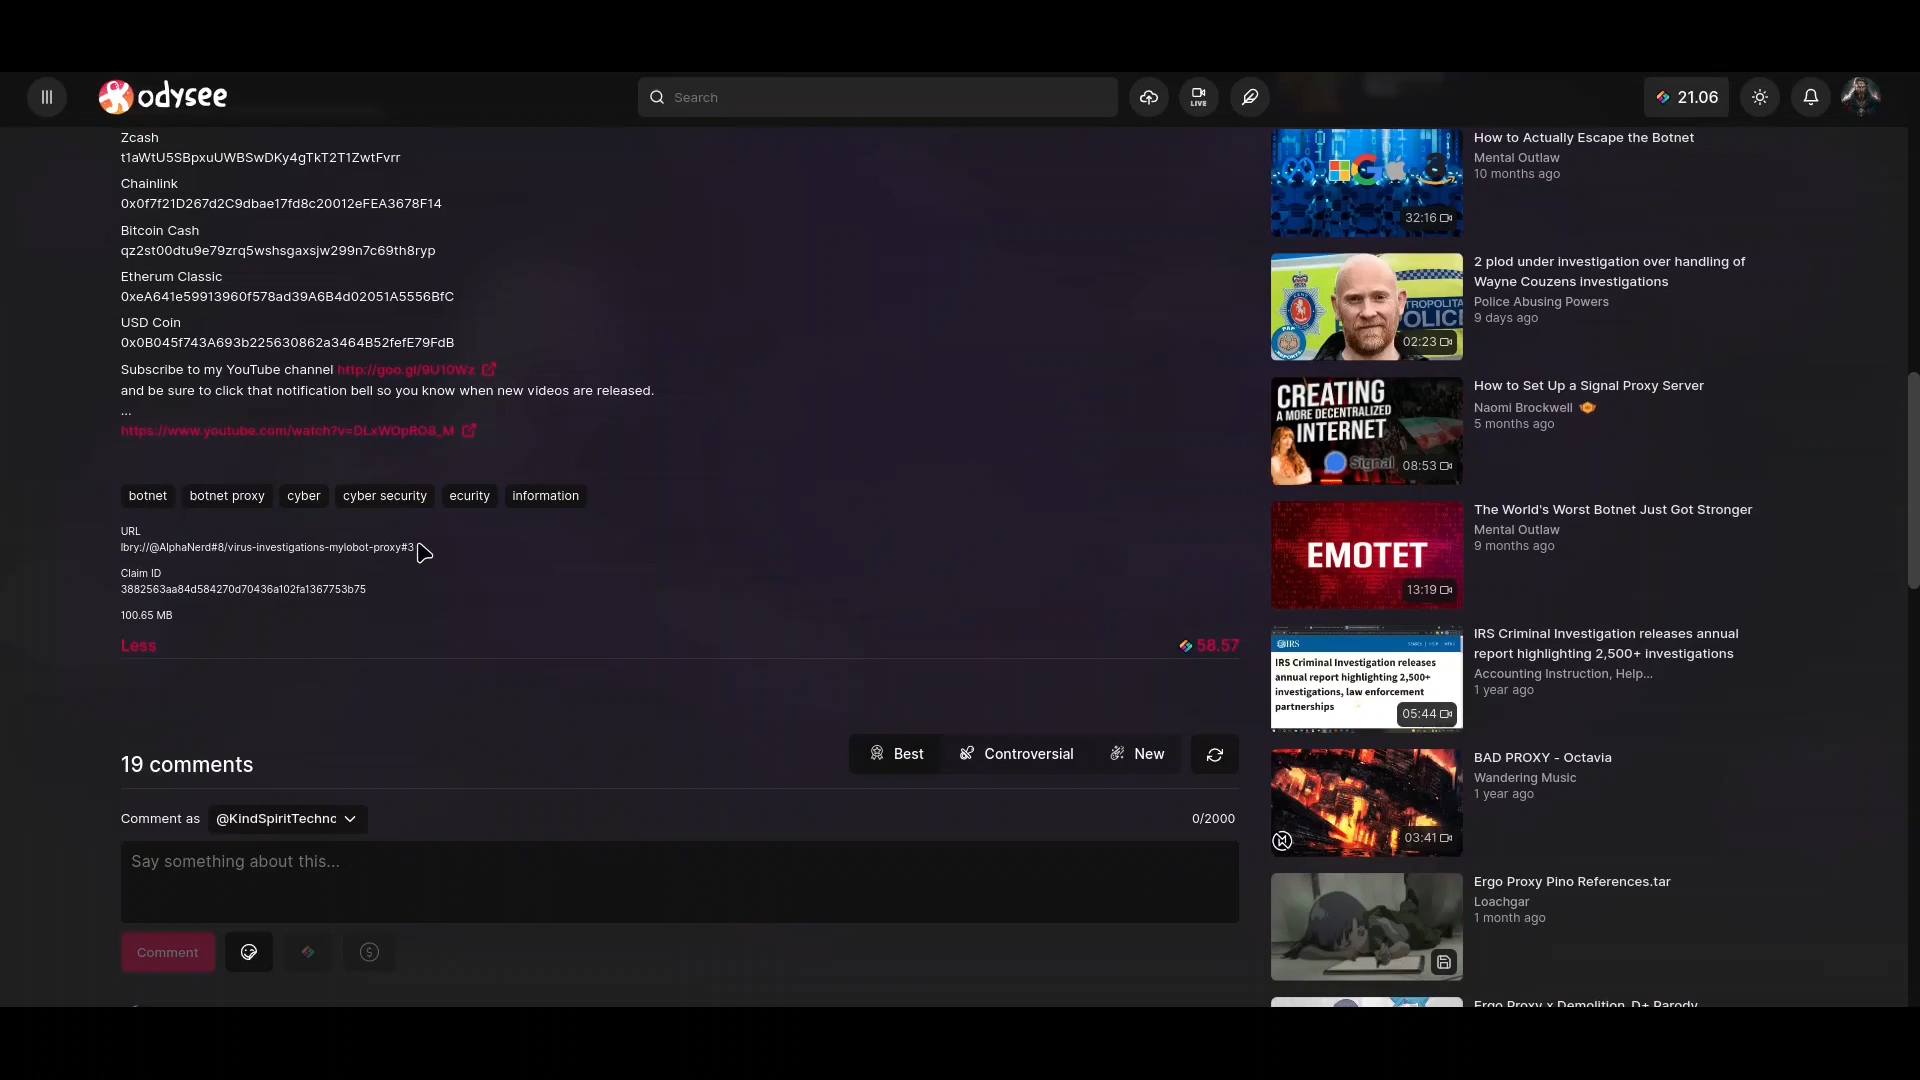 odysee
Search
LIVE
21.06
Zcash
t1aWtU5SBpxuUWBSwDKy4gTkT2T1ZwtFvrr
Chainlink
0x0f7f21D267d2C9dbae17fd8c20012eFEA3678F14
Bitcoin Cash
qz2st00dtu9e79zrq5wshsgaxsjw299n7c69th8ryp
Etherum Classic
0xeA641e59913960f578ad39A6B4d02051A5556BfC
USD Coin
0x0B045f743A693b225630862a3464B52fefE79FdB
Subscribe to my YouTube channel http://goo.gl/9U10Wz
and be sure to click that notification bell so you know when new videos are released.
...
https://www.youtube.com/watch?v=DLxWOpRO8_M
botnet botnet proxy cyber cyber security ecurity information
URL
lbry://@AlphaNerd#8/virus-investigations-mylobot-proxy#3
Claim ID
3882563aa84d584270d70436a102fa1367753b75
100.65 MB
Less
58.57
19 comments
Best Controversial New
Comment as @KindSpiritTechno
0/2000
Say something about this...
Comment
32:16
How to Actually Escape the Botnet
Mental Outlaw
10 months ago
POLICE
02:23
2 plod under investigation over handling of
Wayne Couzens investigations
Police Abusing Powers
9 days ago
CREATING
A MORE DECENTRALIZED
INTERNET
Signal
08:53
How to Set Up a Signal Proxy Server
Naomi Brockwell
5 months ago
EMOTET
13:19
The World's Worst Botnet Just Got Stronger
Mental Outlaw
9 months ago
IRS
IRS Criminal Investigation releases
annual report highlighting 2,500+
investigations, law enforcement
partnerships
05:44
IRS Criminal Investigation releases annual
report highlighting 2,500+ investigations
Accounting Instruction, Help...
1 year ago
03:41
BAD PROXY - Octavia
Wandering Music
1 year ago
Ergo Proxy Pino References.tar
Loachgar
1 month ago
Ergo Proxy x Demolition D+ Parody